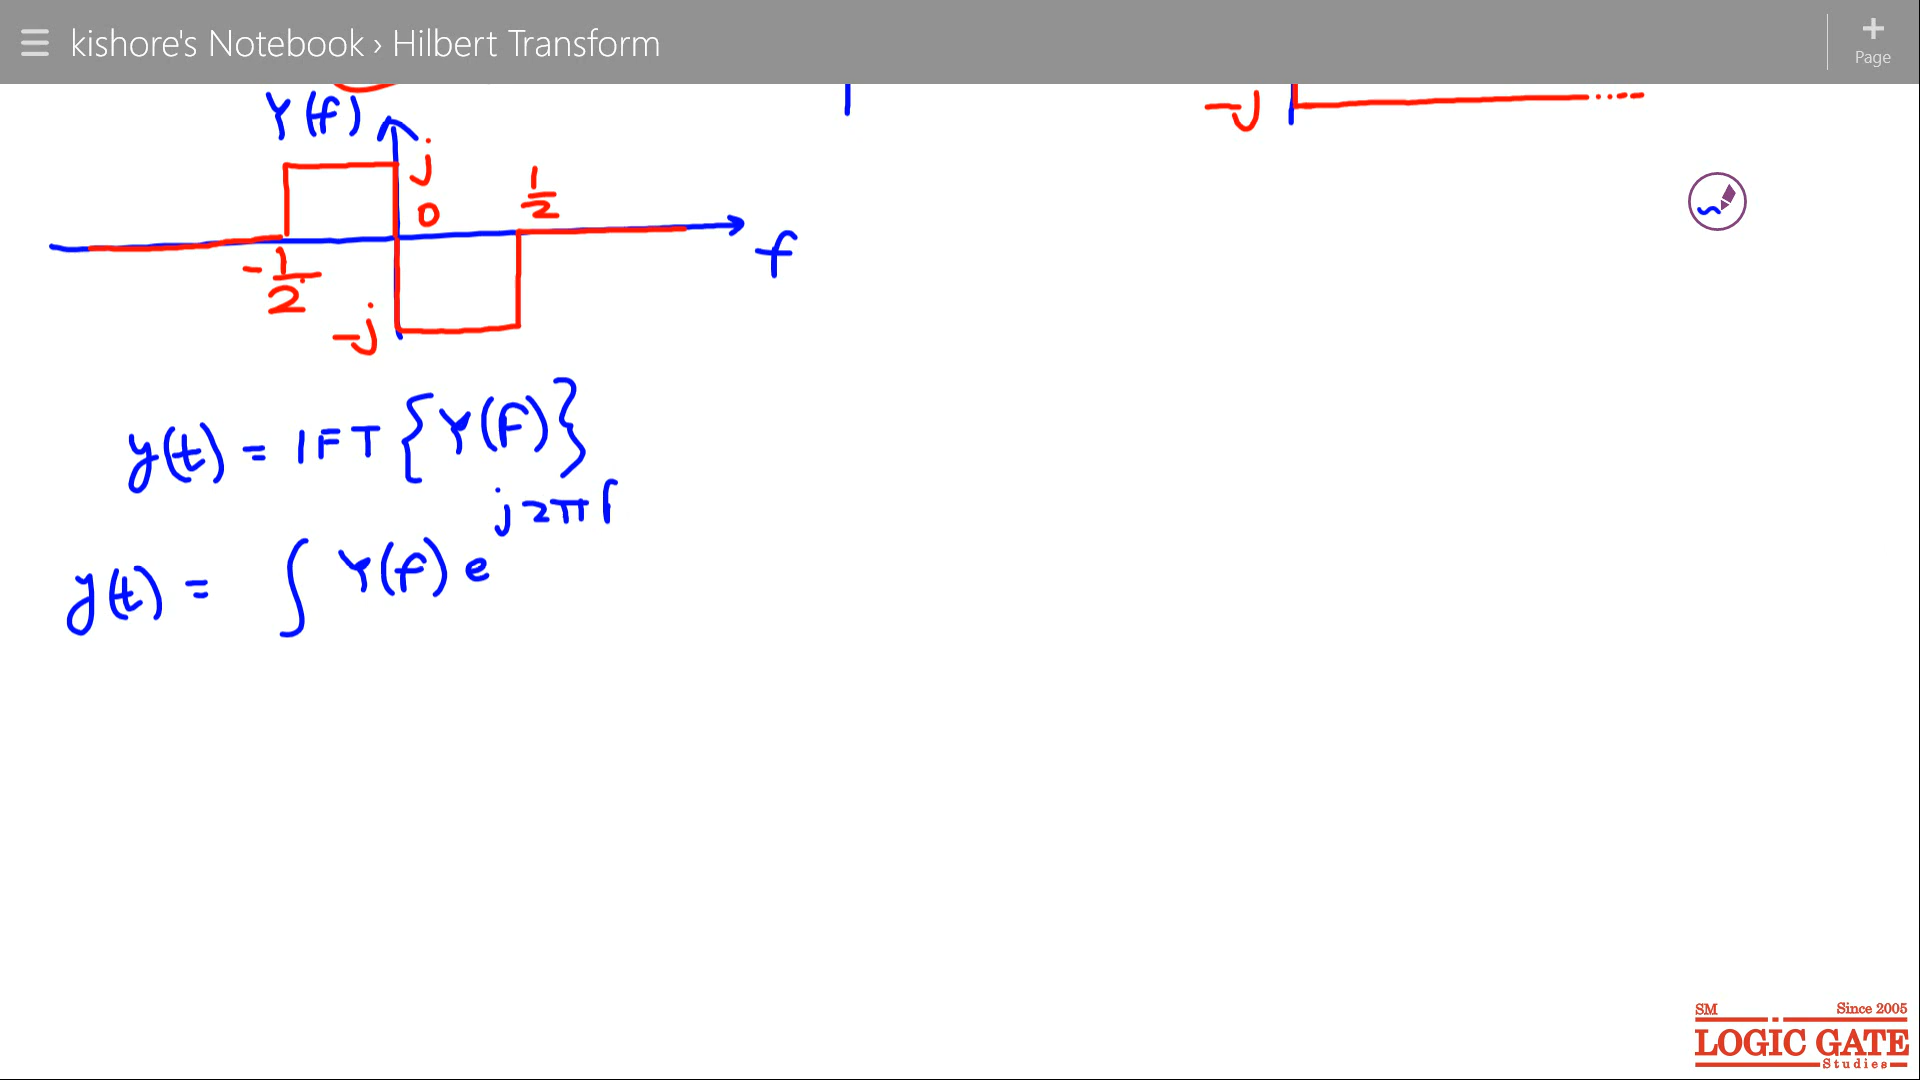 kishore's Notebook › Hilbert Transform
+
Page
Y(f)
j
-j
0
1/2
f
-1/2
-j
y(t) = IFT {Y(f)}
y(t) = ∫ Y(f) e^j2πf
SM Since 2005
LOGIC GATE
Studies